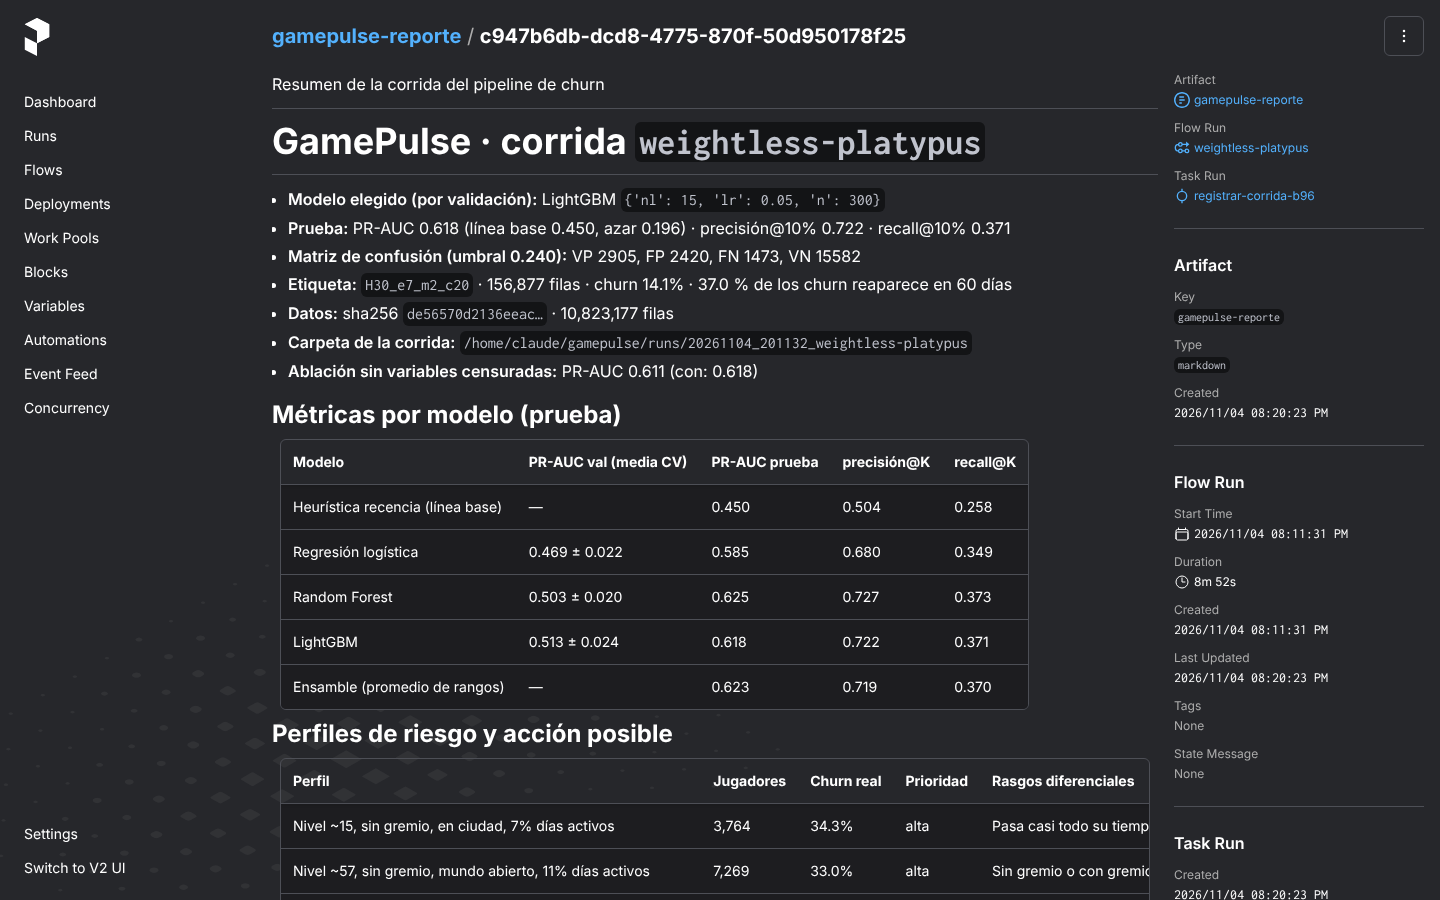 gamepulse-reporte / c947b6db-dcd8-4775-870f-50d950178f25
Dashboard
Runs
Flows
Deployments
Work Pools
Blocks
Variables
Automations
Event Feed
Concurrency
Settings
Switch to V2 UI
Resumen de la corrida del pipeline de churn
GamePulse · corrida weightless-platypus
• Modelo elegido (por validación): LightGBM {'nl': 15, 'lr': 0.05, 'n': 300}
• Prueba: PR-AUC 0.618 (línea base 0.450, azar 0.196) · precisión@10% 0.722 · recall@10% 0.371
• Matriz de confusión (umbral 0.240): VP 2905, FP 2420, FN 1473, VN 15582
• Etiqueta: H30_e7_m2_c20 · 156,877 filas · churn 14.1% · 37.0 % de los churn reaparece en 60 días
• Datos: sha256 de56570d2136eeac… · 10,823,177 filas
• Carpeta de la corrida: /home/claude/gamepulse/runs/20261104_201132_weightless-platypus
• Ablación sin variables censuradas: PR-AUC 0.611 (con: 0.618)
Métricas por modelo (prueba)
Modelo PR-AUC val (media CV) PR-AUC prueba precisión@K recall@K
Heurística recencia (línea base) — 0.450 0.504 0.258
Regresión logística 0.469 ± 0.022 0.585 0.680 0.349
Random Forest 0.503 ± 0.020 0.625 0.727 0.373
LightGBM 0.513 ± 0.024 0.618 0.722 0.371
Ensamble (promedio de rangos) — 0.623 0.719 0.370
Perfiles de riesgo y acción posible
Perfil Jugadores Churn real Prioridad Rasgos diferenciales
Nivel ~15, sin gremio, en ciudad, 7% días activos 3,764 34.3% alta Pasa casi todo su tiemp
Nivel ~57, sin gremio, mundo abierto, 11% días activos 7,269 33.0% alta Sin gremio o con gremic
Artifact
gamepulse-reporte
Flow Run
weightless-platypus
Task Run
registrar-corrida-b96
Artifact
Key
gamepulse-reporte
Type
markdown
Created
2026/11/04 08:20:23 PM
Flow Run
Start Time
2026/11/04 08:11:31 PM
Duration
8m 52s
Created
2026/11/04 08:11:31 PM
Last Updated
2026/11/04 08:20:23 PM
Tags
None
State Message
None
Task Run
Created
2026/11/04 08:20:23 PM